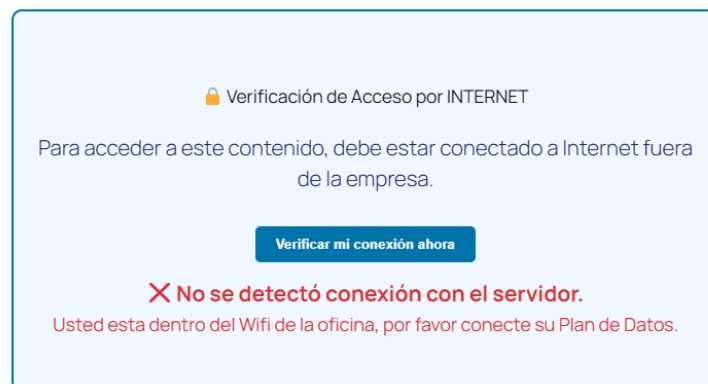 🔒 Verificación de Acceso por INTERNET
Para acceder a este contenido, debe estar conectado a Internet fuera
de la empresa.
Verificar mi conexión ahora
❌ No se detectó conexión con el servidor.
Usted esta dentro del Wifi de la oficina, por favor conecte su Plan de Datos.